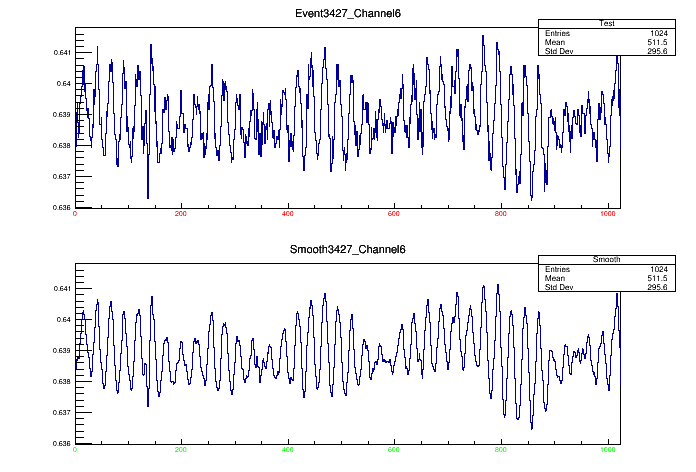 Event3427_Channel6
Test
Entries 1024
Mean 511.5
Std Dev 295.6
0.641
0.64
0.639
0.638
0.637
0.636
0 200 400 600 800 1000
Smooth3427_Channel6
Smooth
Entries 1024
Mean 511.5
Std Dev 295.6
0.641
0.64
0.639
0.638
0.637
0.636
0 200 400 600 800 1000